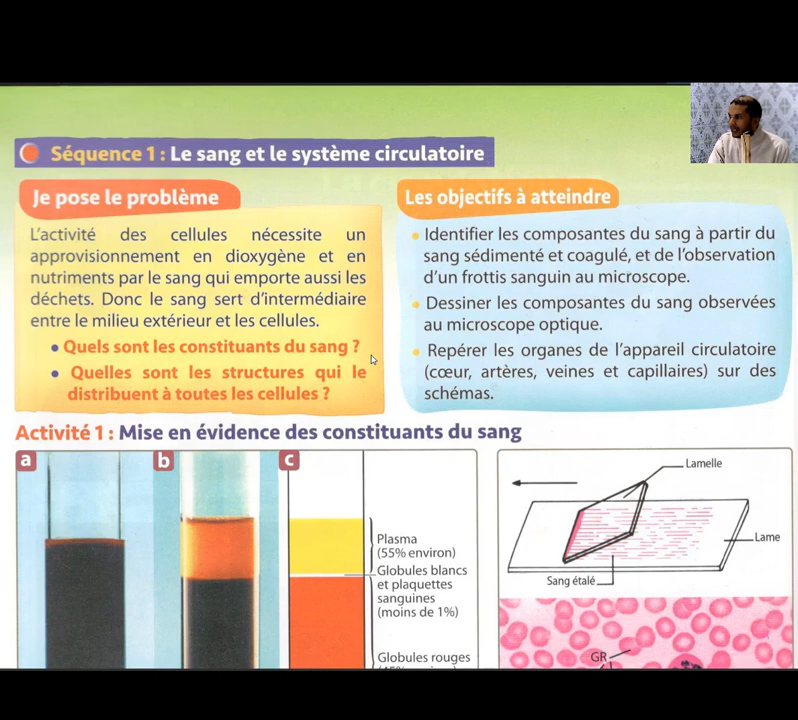 Séquence 1 : Le sang et le système circulatoire
Je pose le problème
L'activité des cellules nécessite un
approvisionnement en dioxygène et en
nutriments par le sang qui emporte aussi les
déchets. Donc le sang sert d'intermédiaire
entre le milieu extérieur et les cellules.
• Quels sont les constituants du sang ?
• Quelles sont les structures qui le
distribuent à toutes les cellules ?
Les objectifs à atteindre
• Identifier les composantes du sang à partir du
sang sédimenté et coagulé, et de l'observation
d'un frottis sanguin au microscope.
• Dessiner les composantes du sang observées
au microscope optique.
• Repérer les organes de l'appareil circulatoire
(cœur, artères, veines et capillaires) sur des
schémas.
Activité 1 : Mise en évidence des constituants du sang
a
b
c
Plasma
(55% environ)
Globules blancs
et plaquettes
sanguines
(moins de 1%)
Globules rouges
Lamelle
Lame
Sang étalé
GR